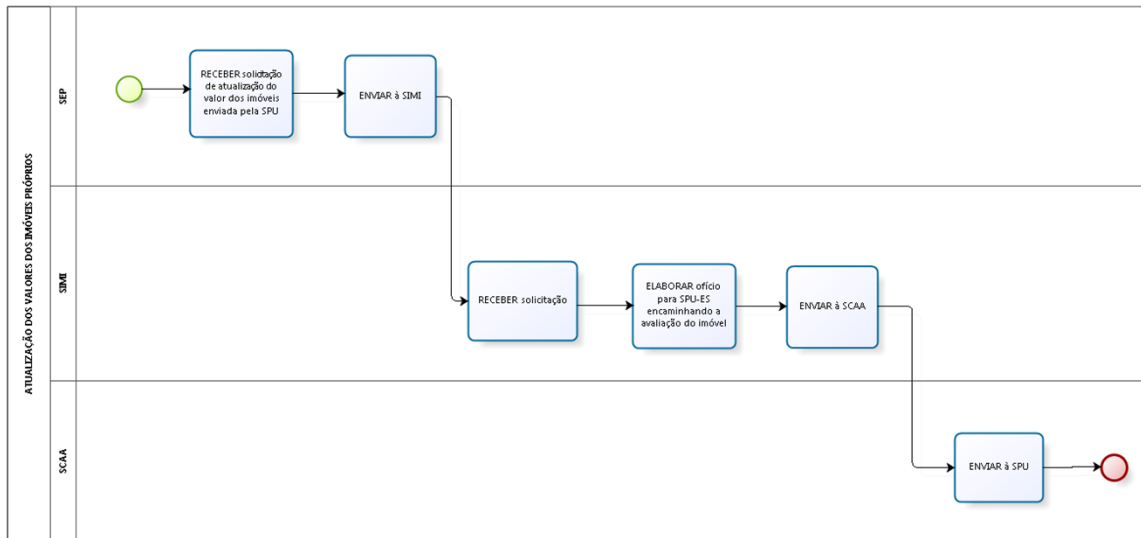 ATUALIZAÇÃO DOS VALORES DOS IMÓVEIS PRÓPRIOS
SEP
RECEBER solicitação
de atualização do
valor dos imóveis
enviada pela SPU
ENVIAR à SIMI
SIMI
RECEBER solicitação
ELABORAR ofício
para SPU-ES
encaminhando a
avaliação do imóvel
ENVIAR à SCAA
SCAA
ENVIAR à SPU